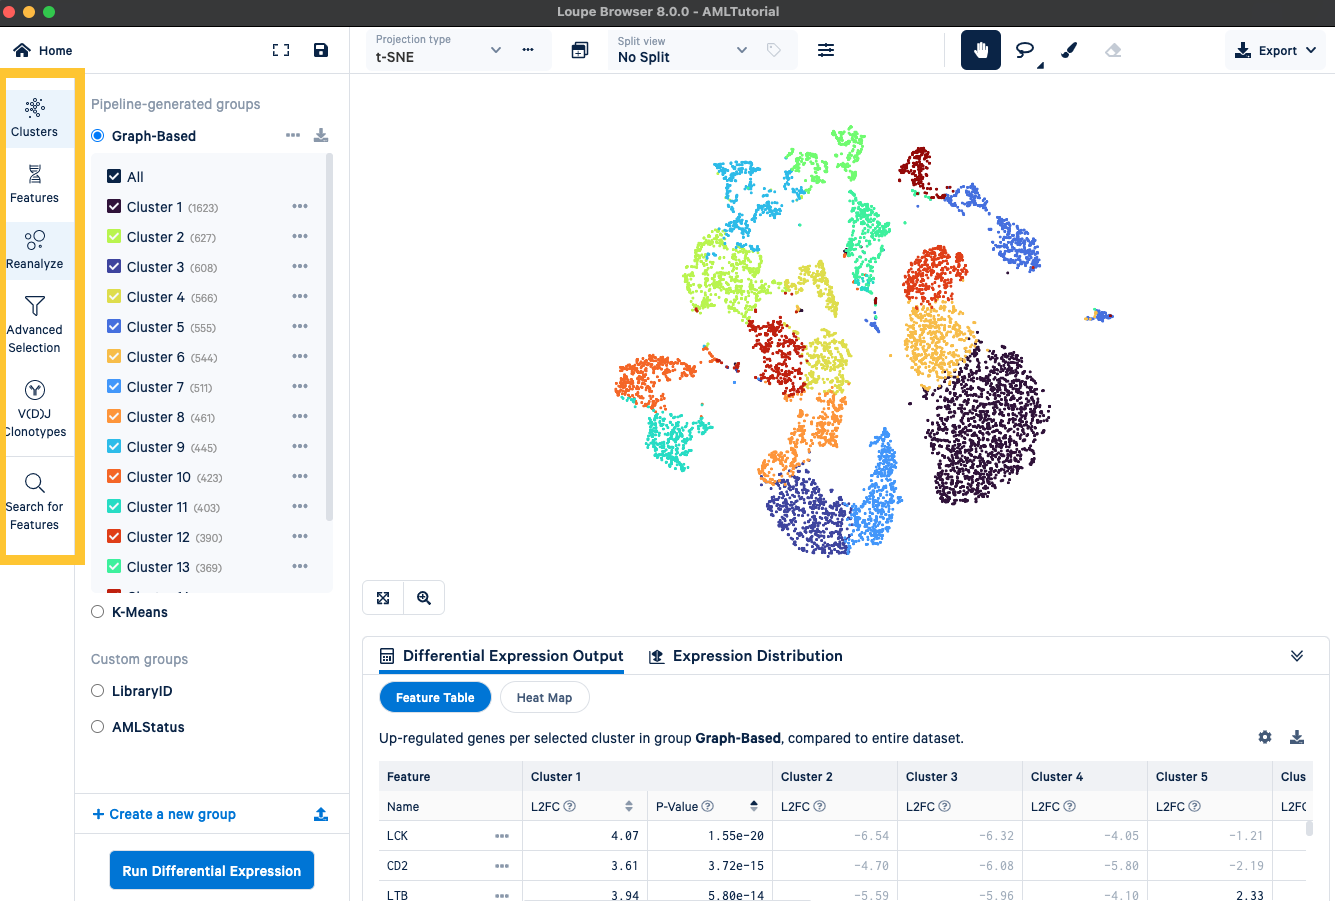 Loupe Browser 8.0.0 - AMLTutorial
Home
Projection type
t-SNE
Split view
No Split
Export
Clusters
Features
Reanalyze
Advanced
Selection
V(D)J
Clonotypes
Search for
Features
Pipeline-generated groups
Graph-Based
All
Cluster 1 (1623)
Cluster 2 (627)
Cluster 3 (608)
Cluster 4 (566)
Cluster 5 (555)
Cluster 6 (544)
Cluster 7 (511)
Cluster 8 (461)
Cluster 9 (445)
Cluster 10 (423)
Cluster 11 (403)
Cluster 12 (390)
Cluster 13 (369)
K-Means
Custom groups
LibraryID
AMLStatus
+ Create a new group
Run Differential Expression
Differential Expression Output Expression Distribution
Feature Table Heat Map
Up-regulated genes per selected cluster in group Graph-Based, compared to entire dataset.
Feature Cluster 1 Cluster 2 Cluster 3 Cluster 4 Cluster 5 Clus
Name L2FC P-Value L2FC L2FC L2FC L2FC L2FC
LCK 4.07 1.55e-20 -6.54 -6.32 -4.05 -1.21
CD2 3.61 3.72e-15 -4.70 -6.08 -5.80 -2.19
LTB 3.94 5.80e-14 -5.59 -5.96 -4.10 2.33